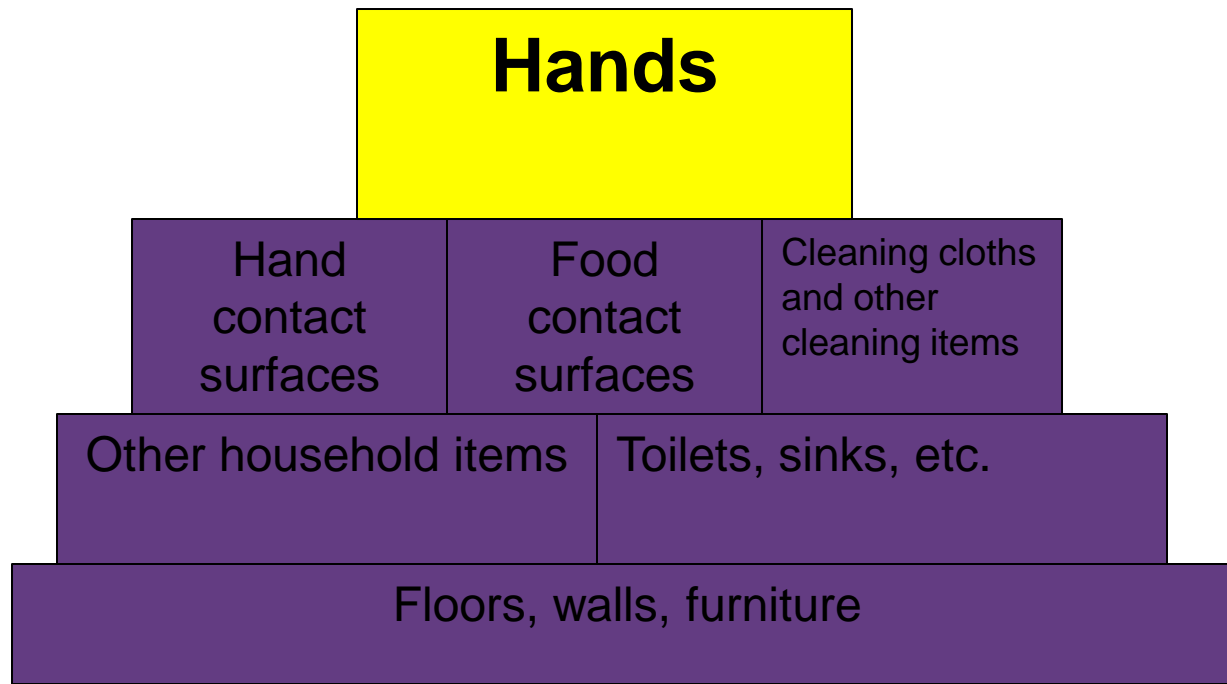 Hands
Hand
contact
surfaces
Food
contact
surfaces
Cleaning cloths
and other
cleaning items
Other household items
Toilets, sinks, etc.
Floors, walls, furniture